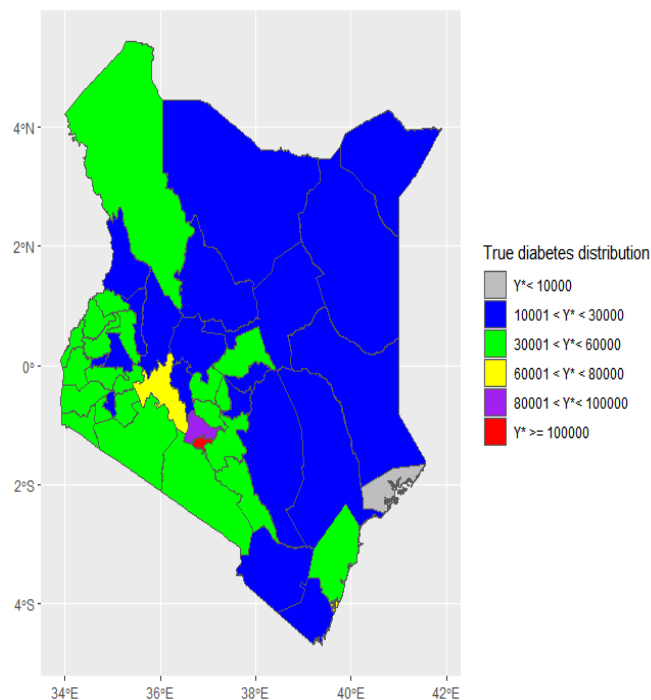 4°N
2°N
0°
2°S
4°S
34°E
36°E
38°E
40°E
42°E
True diabetes distribution
Y*< 10000
10001 < Y* < 30000
30001 < Y*< 60000
60001 < Y* < 80000
80001 < Y*< 100000
Y* >= 100000